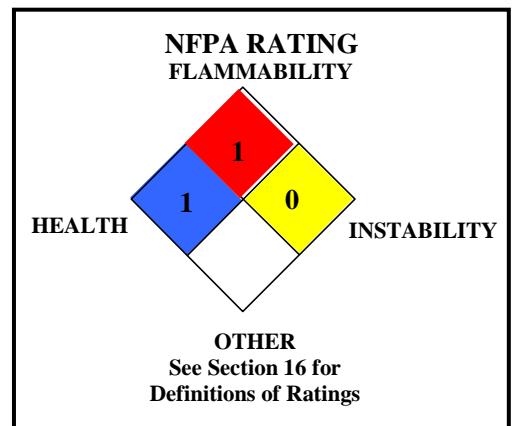 NFPA RATING
FLAMMABILITY
1
1
0
HEALTH
INSTABILITY
OTHER
See Section 16 for
Definitions of Ratings